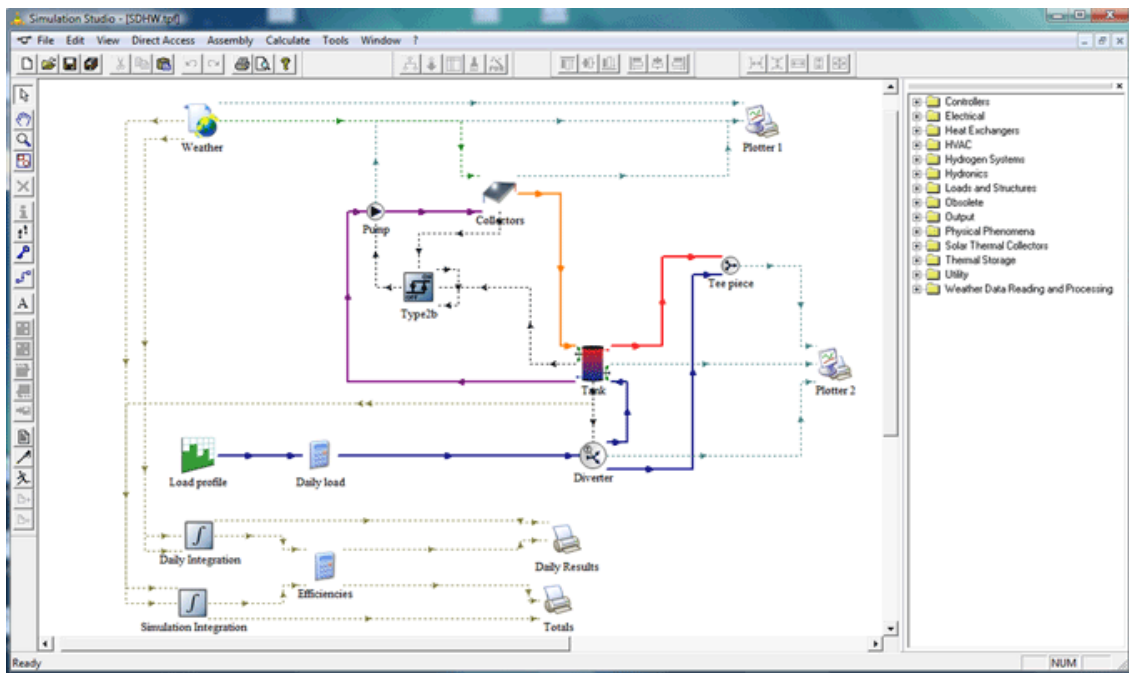 Simulation Studio - [SDHW.tpf]
File Edit View Direct Access Assembly Calculate Tools Window ?
Weather
Plotter 1
Collectors
Pump
Type2b
Tee piece
Tank
Plotter 2
Load profile
Daily load
Diverter
Daily Integration
Efficiencies
Daily Results
Simulation Integration
Totals
Controllers
Electrical
Heat Exchangers
HVAC
Hydrogen Systems
Hydronics
Loads and Structures
Obsolete
Output
Physical Phenomena
Solar Thermal Collectors
Thermal Storage
Utility
Weather Data Reading and Processing
Ready
NUM